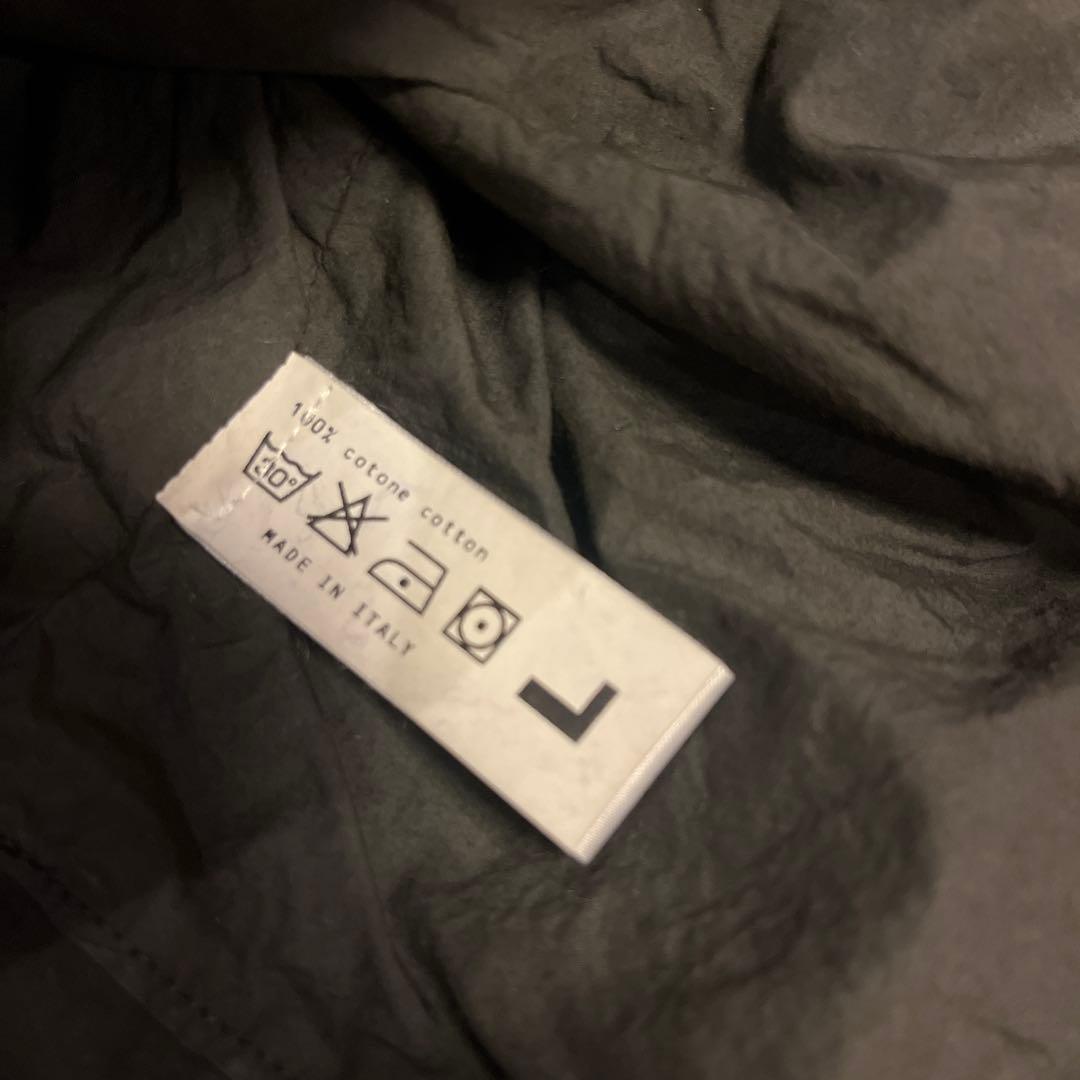 100% cotone cotton
30°
MADE IN ITALY
L